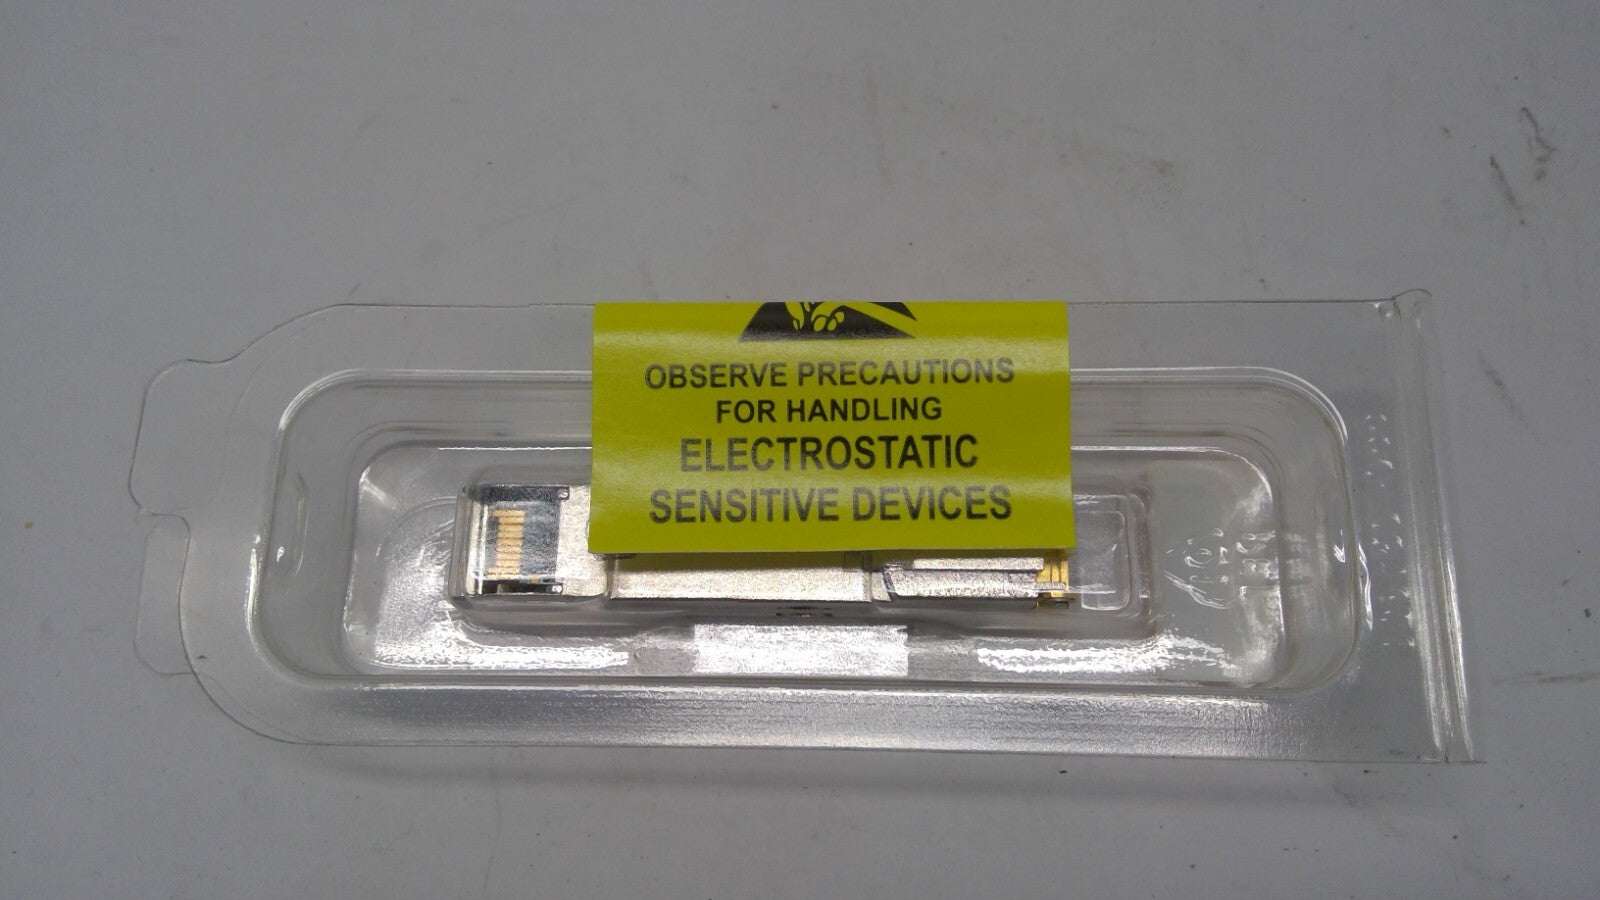 OBSERVE PRECAUTIONS
FOR HANDLING
ELECTROSTATIC
SENSITIVE DEVICES